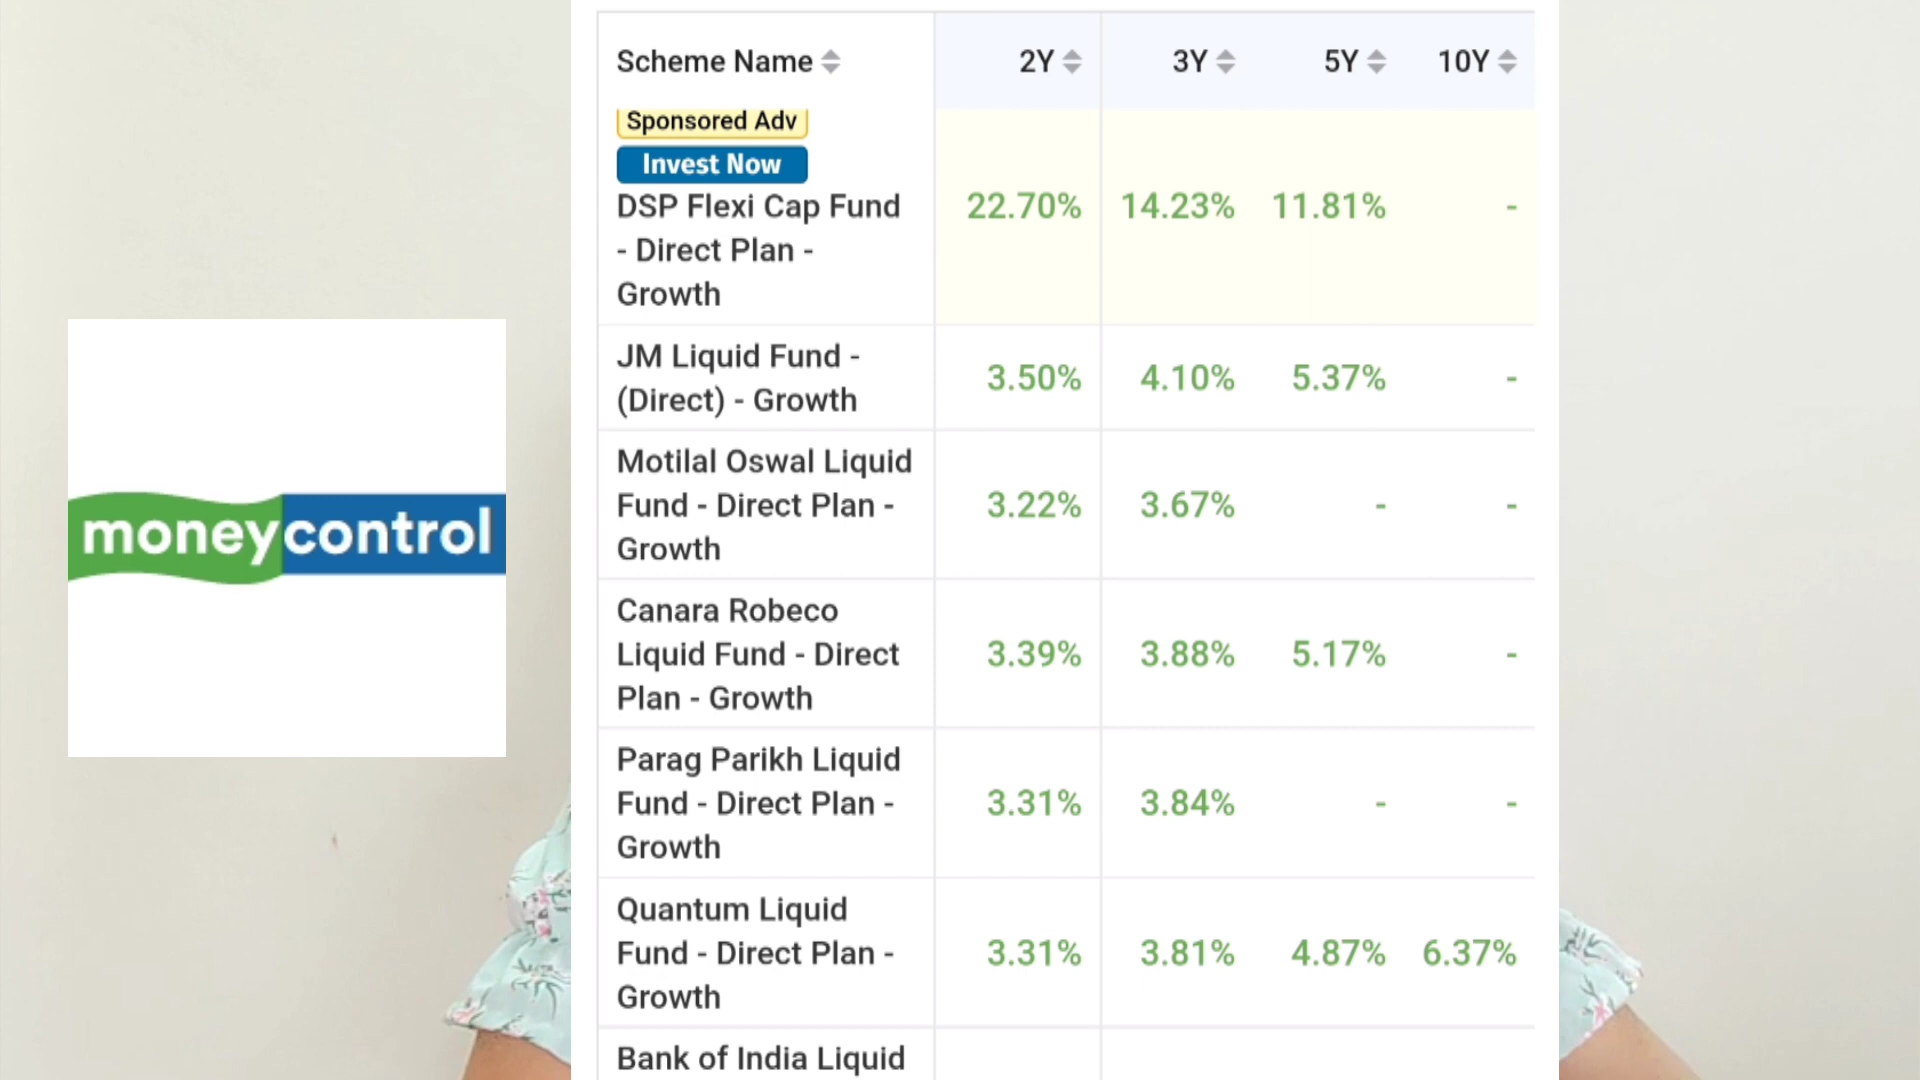 moneycontrol
Scheme Name 2Y 3Y 5Y 10Y
Sponsored Adv
Invest Now
DSP Flexi Cap Fund 22.70% 14.23% 11.81% -
- Direct Plan -
Growth
JM Liquid Fund - 3.50% 4.10% 5.37% -
(Direct) - Growth
Motilal Oswal Liquid
Fund - Direct Plan - 3.22% 3.67% - -
Growth
Canara Robeco
Liquid Fund - Direct 3.39% 3.88% 5.17% -
Plan - Growth
Parag Parikh Liquid
Fund - Direct Plan - 3.31% 3.84% - -
Growth
Quantum Liquid
Fund - Direct Plan - 3.31% 3.81% 4.87% 6.37%
Growth
Bank of India Liquid